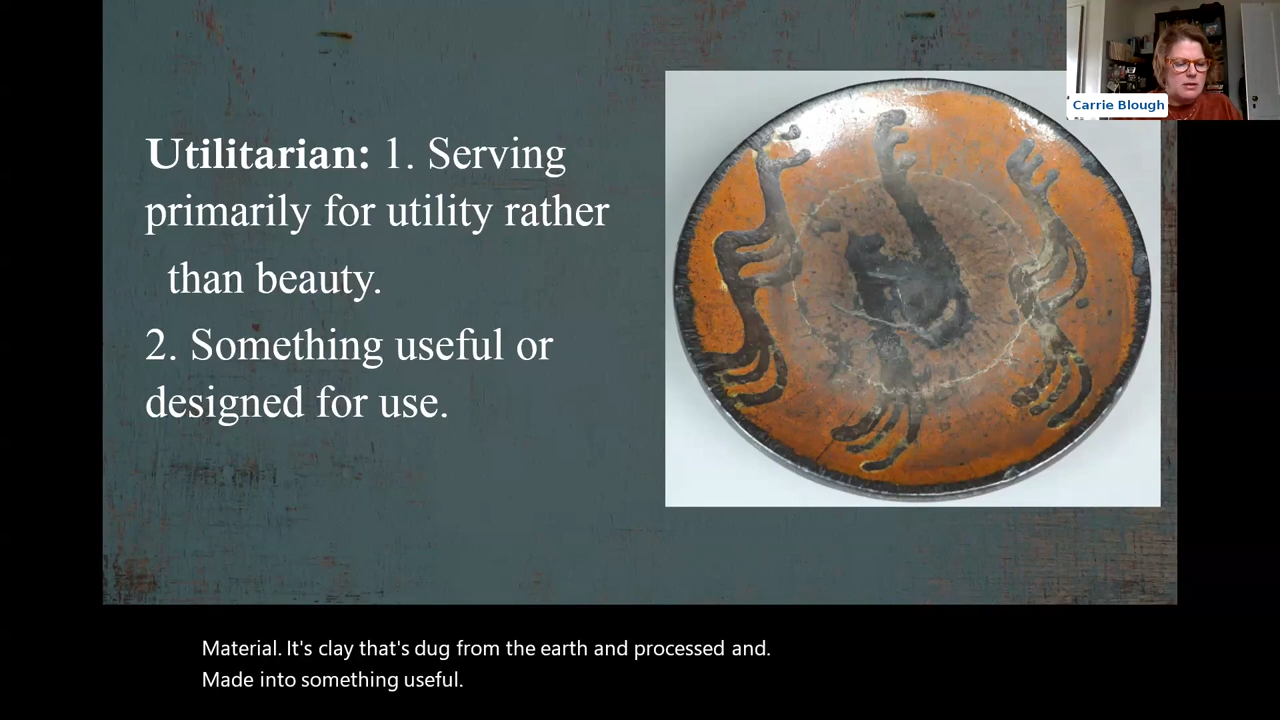 Carrie Blough
Utilitarian: 1. Serving
primarily for utility rather
than beauty.
2. Something useful or
designed for use.
Material. It's clay that's dug from the earth and processed and.
Made into something useful.